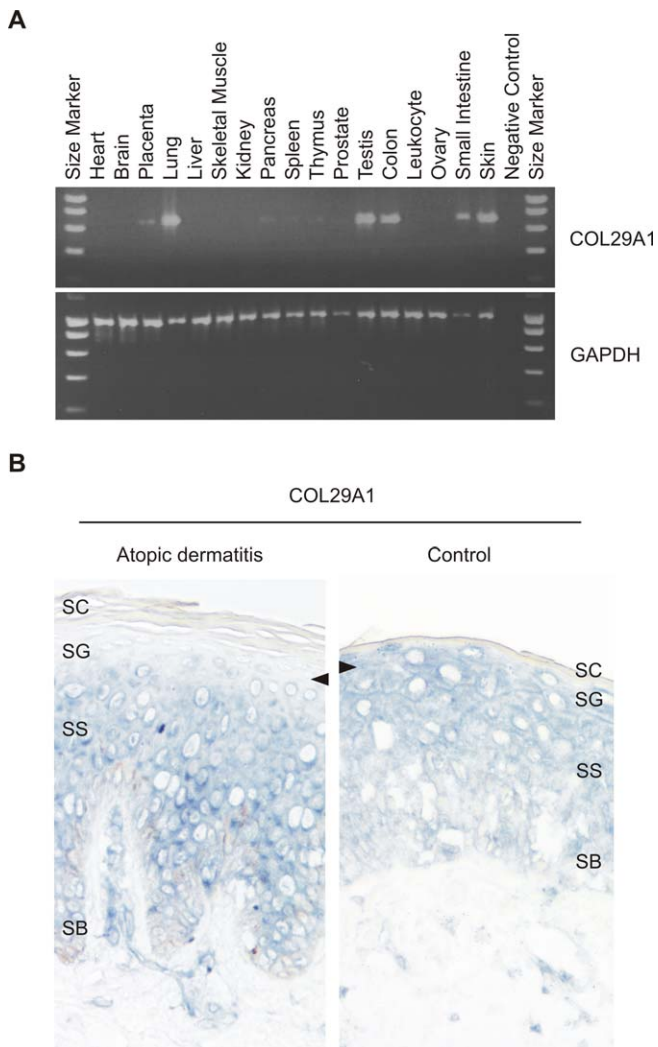 A
Size Marker
Heart
Brain
Placenta
Lung
Liver
Skeletal Muscle
Kidney
Pancreas
Spleen
Thymus
Prostate
Testis
Colon
Leukocyte
Ovary
Small Intestine
Skin
Negative Control
Size Marker
COL29A1
GAPDH
B
COL29A1
Atopic dermatitis
Control
SC
SG
SS
SB
SC
SG
SS
SB